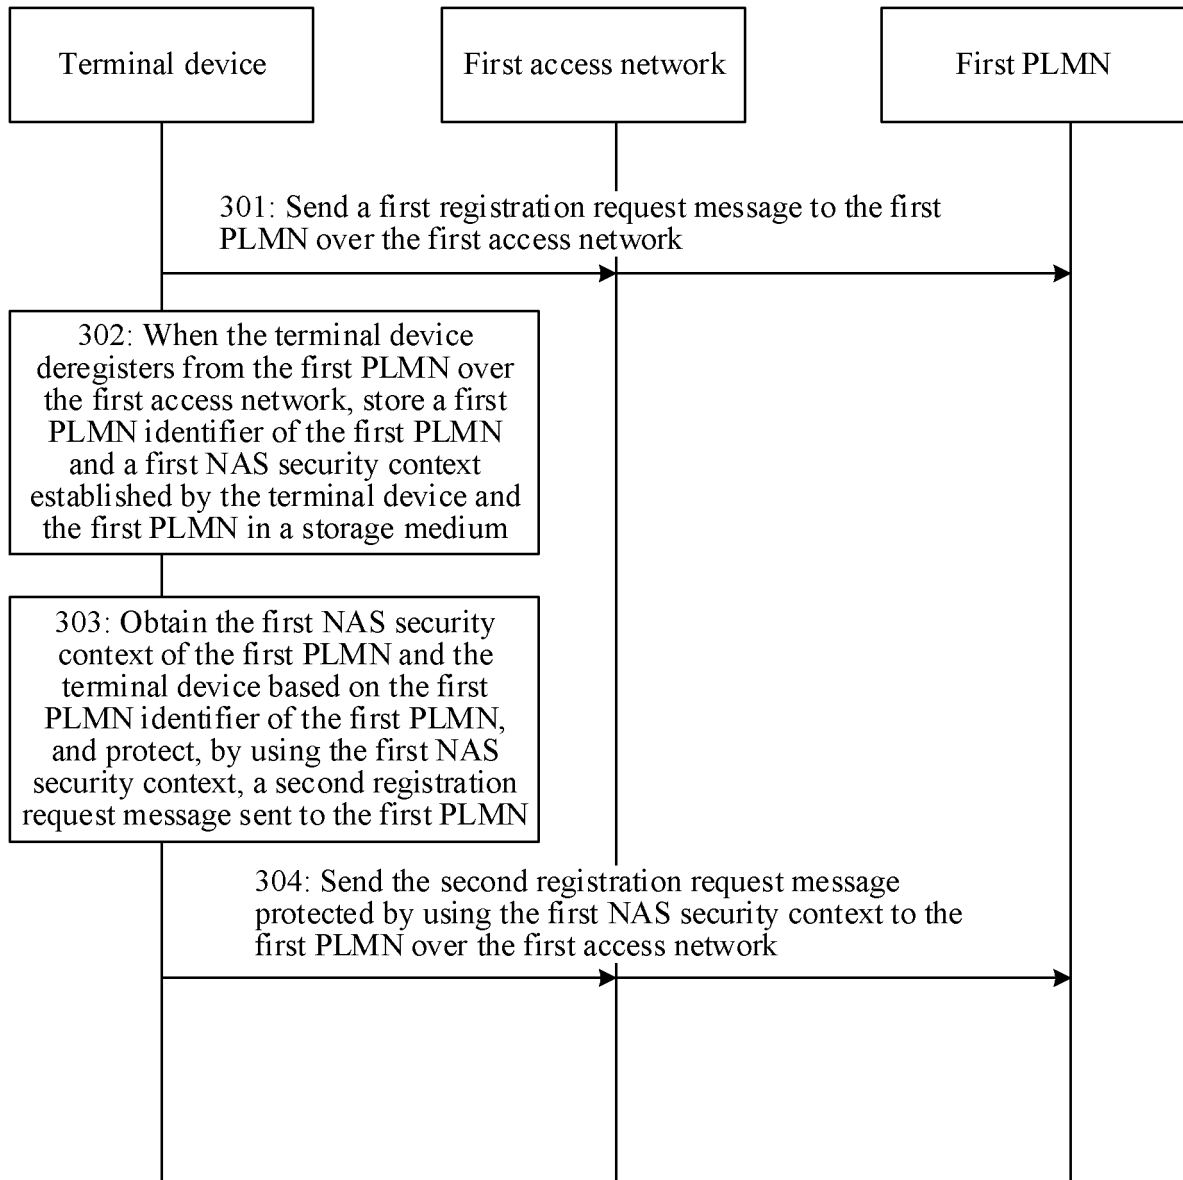 Terminal device
First access network
First PLMN
301: Send a first registration request message to the first
PLMN over the first access network
302: When the terminal device
deregisters from the first PLMN over
the first access network, store a first
PLMN identifier of the first PLMN
and a first NAS security context
established by the terminal device and
the first PLMN in a storage medium
303: Obtain the first NAS security
context of the first PLMN and the
terminal device based on the first
PLMN identifier of the first PLMN,
and protect, by using the first NAS
security context, a second registration
request message sent to the first PLMN
304: Send the second registration request message
protected by using the first NAS security context to the
first PLMN over the first access network